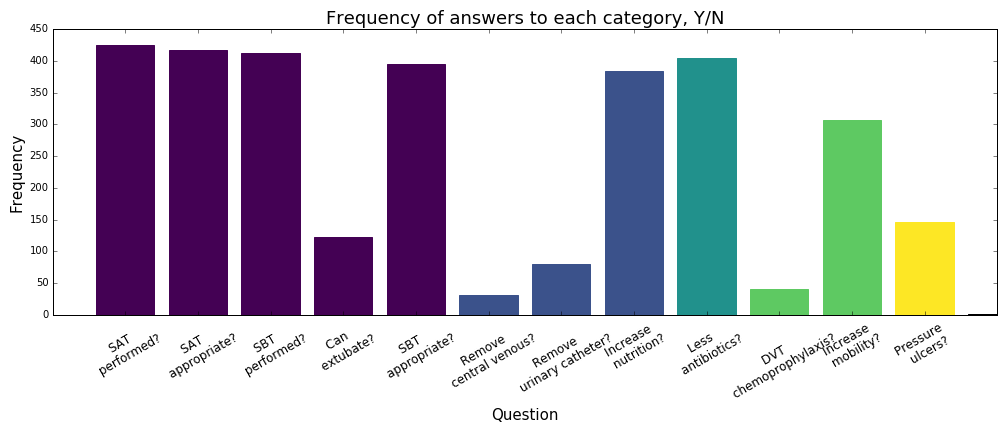 Frequency of answers to each category, Y/N
Frequency
450
400
350
300
250
200
150
100
50
0
SAT
performed?
SAT
appropriate?
SBT
performed?
Can
extubate?
SBT
appropriate?
Remove
central venous?
Remove
urinary catheter?
Increase
nutrition?
Less
antibiotics?
DVT
chemoprophylaxis?
Increase
mobility?
Pressure
ulcers?
Question